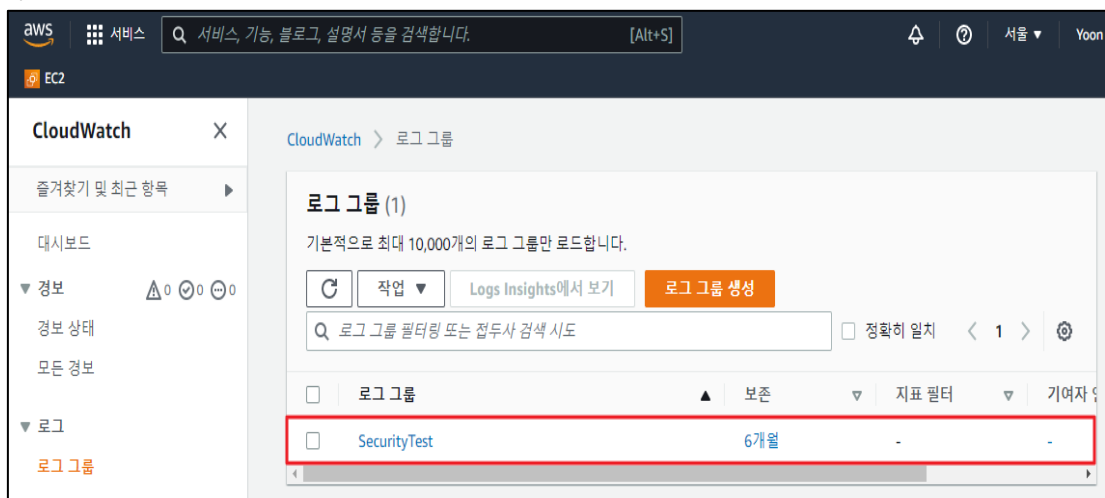 aws 서비스 서비스, 기능, 블로그, 설명서 등을 검색합니다. [Alt+S] 서울 ▼ Yoon
EC2
CloudWatch X
즐겨찾기 및 최근 항목 ▶
대시보드
▼ 경보 0 0 0
경보 상태
모든 경보
▼ 로그
로그 그룹
CloudWatch > 로그 그룹
로그 그룹 (1)
기본적으로 최대 10,000개의 로그 그룹만 로드합니다.
작업 ▼ Logs Insights에서 보기 로그 그룹 생성
로그 그룹 필터링 또는 접두사 검색 시도 정확히 일치 < 1 >
로그 그룹 ▲ 보존 ▽ 지표 필터 ▽ 기여자
SecurityTest 6개월 - -